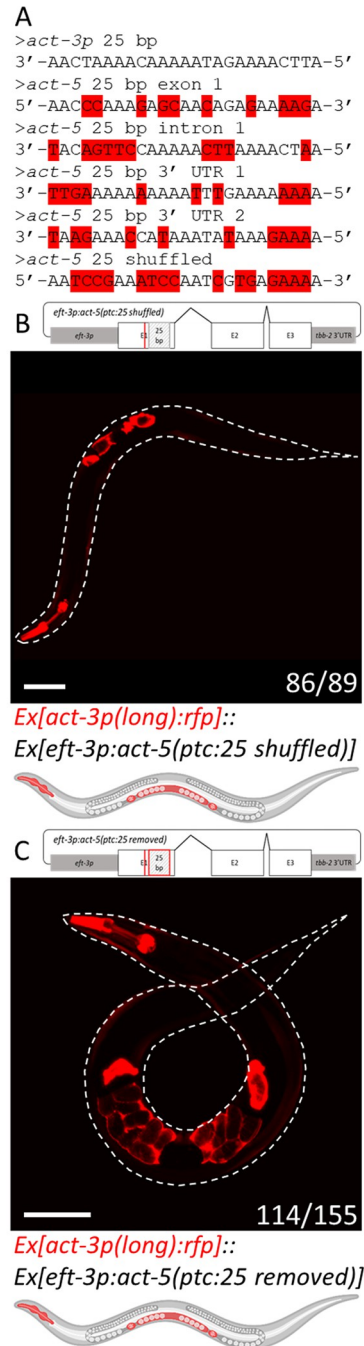 A
>act-3p 25 bp
3’-AACTAAAACAAAAATAGAAAACTTA-5’
>act-5 25 bp exon 1
5’-AACCCAAAGAGCAACAGAGAAAAGA-3’
>act-5 25 bp intron 1
3’-TACAGTTCCAAAAACTTAAAACTAA-5’
>act-5 25 bp 3’ UTR 1
3’-TTGAAAAAAAAAATTTGAAAAAAAA-5’
>act-5 25 bp 3’ UTR 2
3’-TAAGAAACCATAAATATAAAGAAAA-5’
>act-5 25 shuffled
5’-AATCCGAAATCCAATCGTGAGAAAA-3’
B
eft-3p:act-5(ptc:25 shuffled)
eft-3p E1 25 bp E2 E3 tbb-2 3'UTR
86/89
Ex[act-3p(long):rfp]::
Ex[eft-3p:act-5(ptc:25 shuffled)]
C
eft-3p:act-5(ptc:25 removed)
eft-3p E1 25 bp E2 E3 tbb-2 3'UTR
114/155
Ex[act-3p(long):rfp]::
Ex[eft-3p:act-5(ptc:25 removed)]